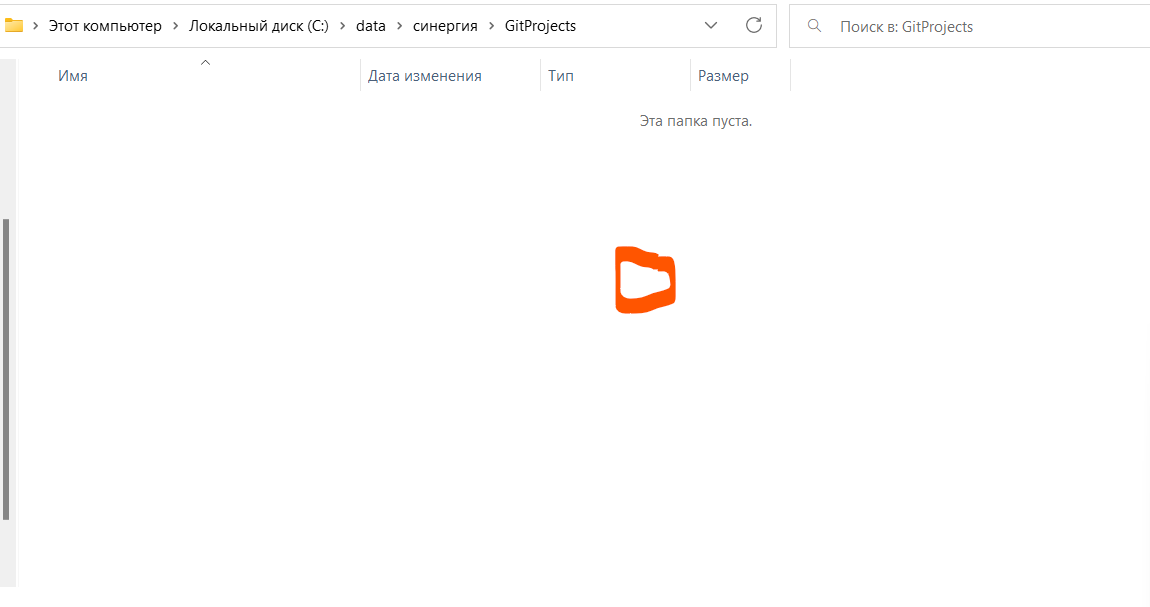 Этот компьютер › Локальный диск (C:) › data › синергия › GitProjects
Поиск в: GitProjects
Имя Дата изменения Тип Размер
Эта папка пуста.